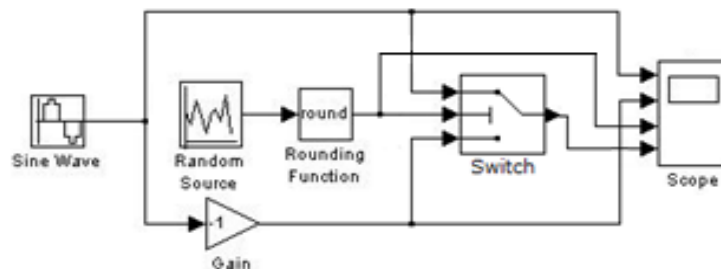 round
Sine Wave
Random
Source
Rounding
Function
Switch
Scope
-1
Gain